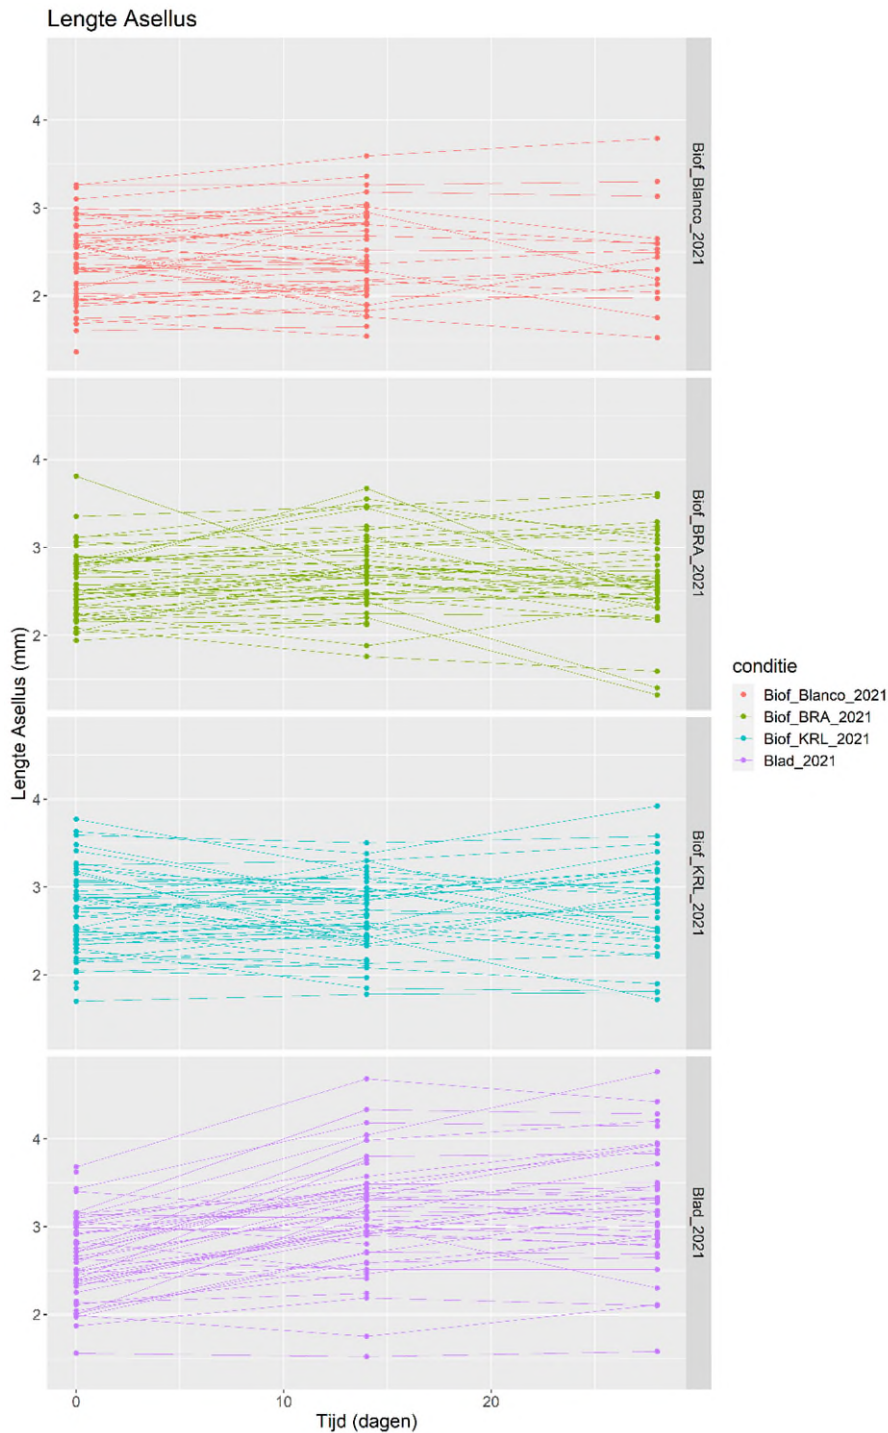 Lengte Asellus
4
3
2
Biof_Blanco_2021
4
3
2
Biof_BRA_2021
Lengte Asellus (mm)
conditie
Biof_Blanco_2021
Biof_BRA_2021
Biof_KRL_2021
Blad_2021
4
3
2
Biof_KRL_2021
4
3
2
Blad_2021
0
10
20
Tijd (dagen)